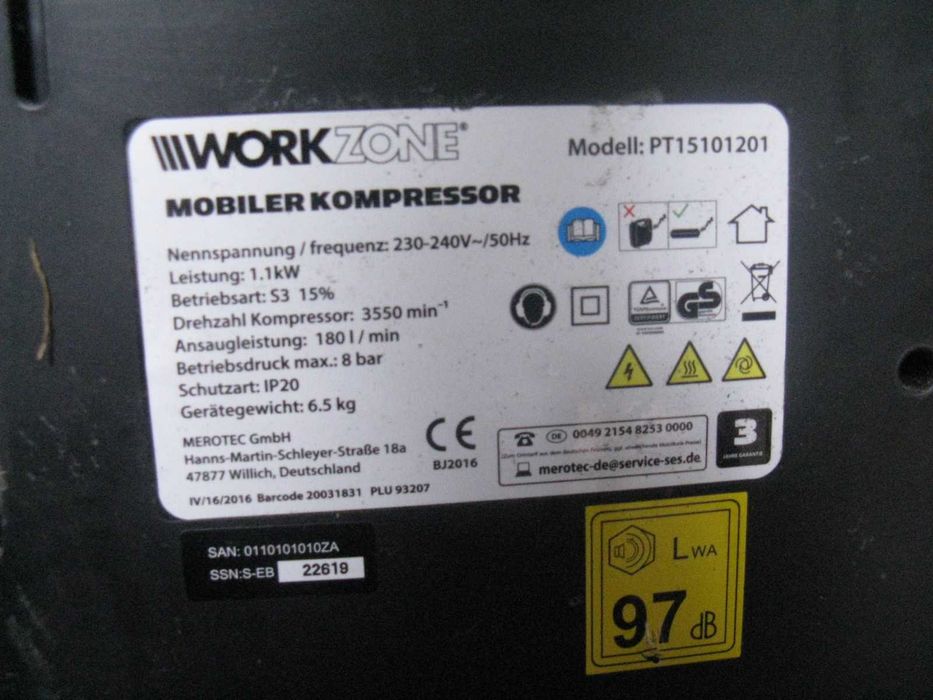 WORKZONE®
Modell: PT15101201
MOBILER KOMPRESSOR
Nennspannung / frequenz: 230-240V~/50Hz
Leistung: 1.1kW
Betriebsart: S3 15%
Drehzahl Kompressor: 3550 min⁻¹
Ansaugleistung: 180 l / min
Betriebsdruck max.: 8 bar
Schutzart: IP20
Gerätegewicht: 6.5 kg
GS
MEROTEC GmbH
Hanns-Martin-Schleyer-Straße 18a
47877 Willich, Deutschland
CE
BJ2016
DE 0049 2154 8253 0000
merotec-de@service-ses.de
3
JAHRE GARANTIE
IV/16/2016 Barcode 20031831 PLU 93207
SAN: 0110101010ZA
SSN:S-EB 22619
LWA
97 dB